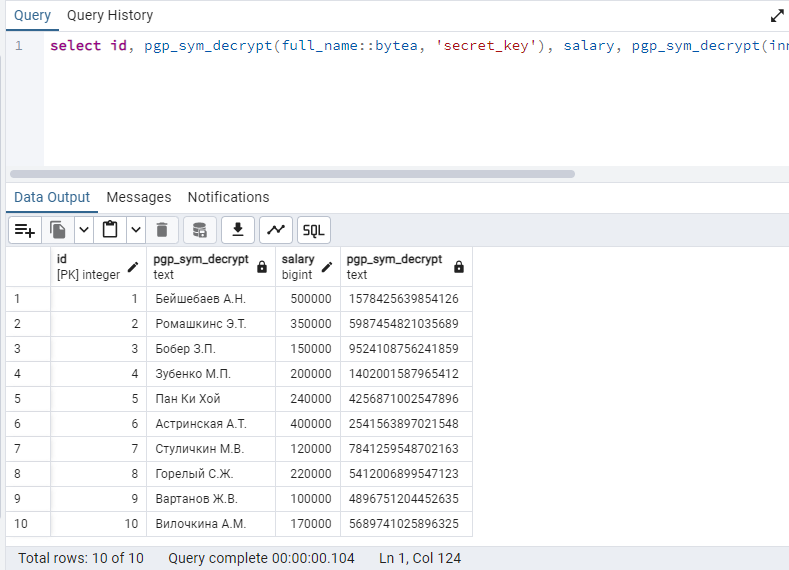 Query Query History
1 select id, pgp_sym_decrypt(full_name::bytea, 'secret_key'), salary, pgp_sym_decrypt(inn
Data Output Messages Notifications
SQL
id pgp_sym_decrypt salary pgp_sym_decrypt
[PK] integer text bigint text
1 1 Бейшебаев А.Н. 500000 1578425639854126
2 2 Ромашкинс Э.Т. 350000 5987454821035689
3 3 Бобер З.П. 150000 9524108756241859
4 4 Зубенко М.П. 200000 1402001587965412
5 5 Пан Ки Хой 240000 4256871002547896
6 6 Астринская А.Т. 400000 2541563897021548
7 7 Стуличкин М.В. 120000 7841259548702163
8 8 Горелый С.Ж. 220000 5412006899547123
9 9 Вартанов Ж.В. 100000 4896751204452635
10 10 Вилочкина А.М. 170000 5689741025896325
Total rows: 10 of 10 Query complete 00:00:00.104 Ln 1, Col 124